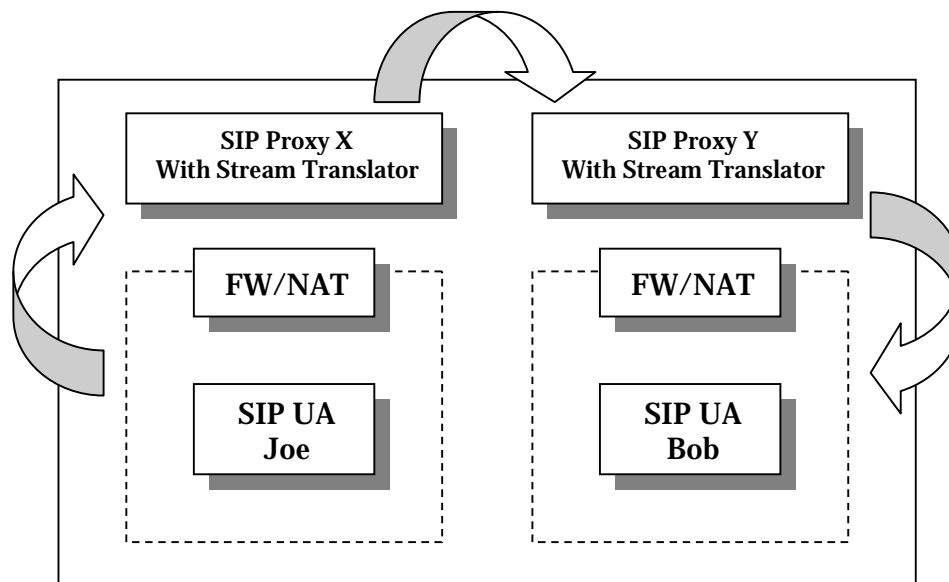 SIP Proxy X
With Stream Translator
SIP Proxy Y
With Stream Translator
FW/NAT
FW/NAT
SIP UA
Joe
SIP UA
Bob